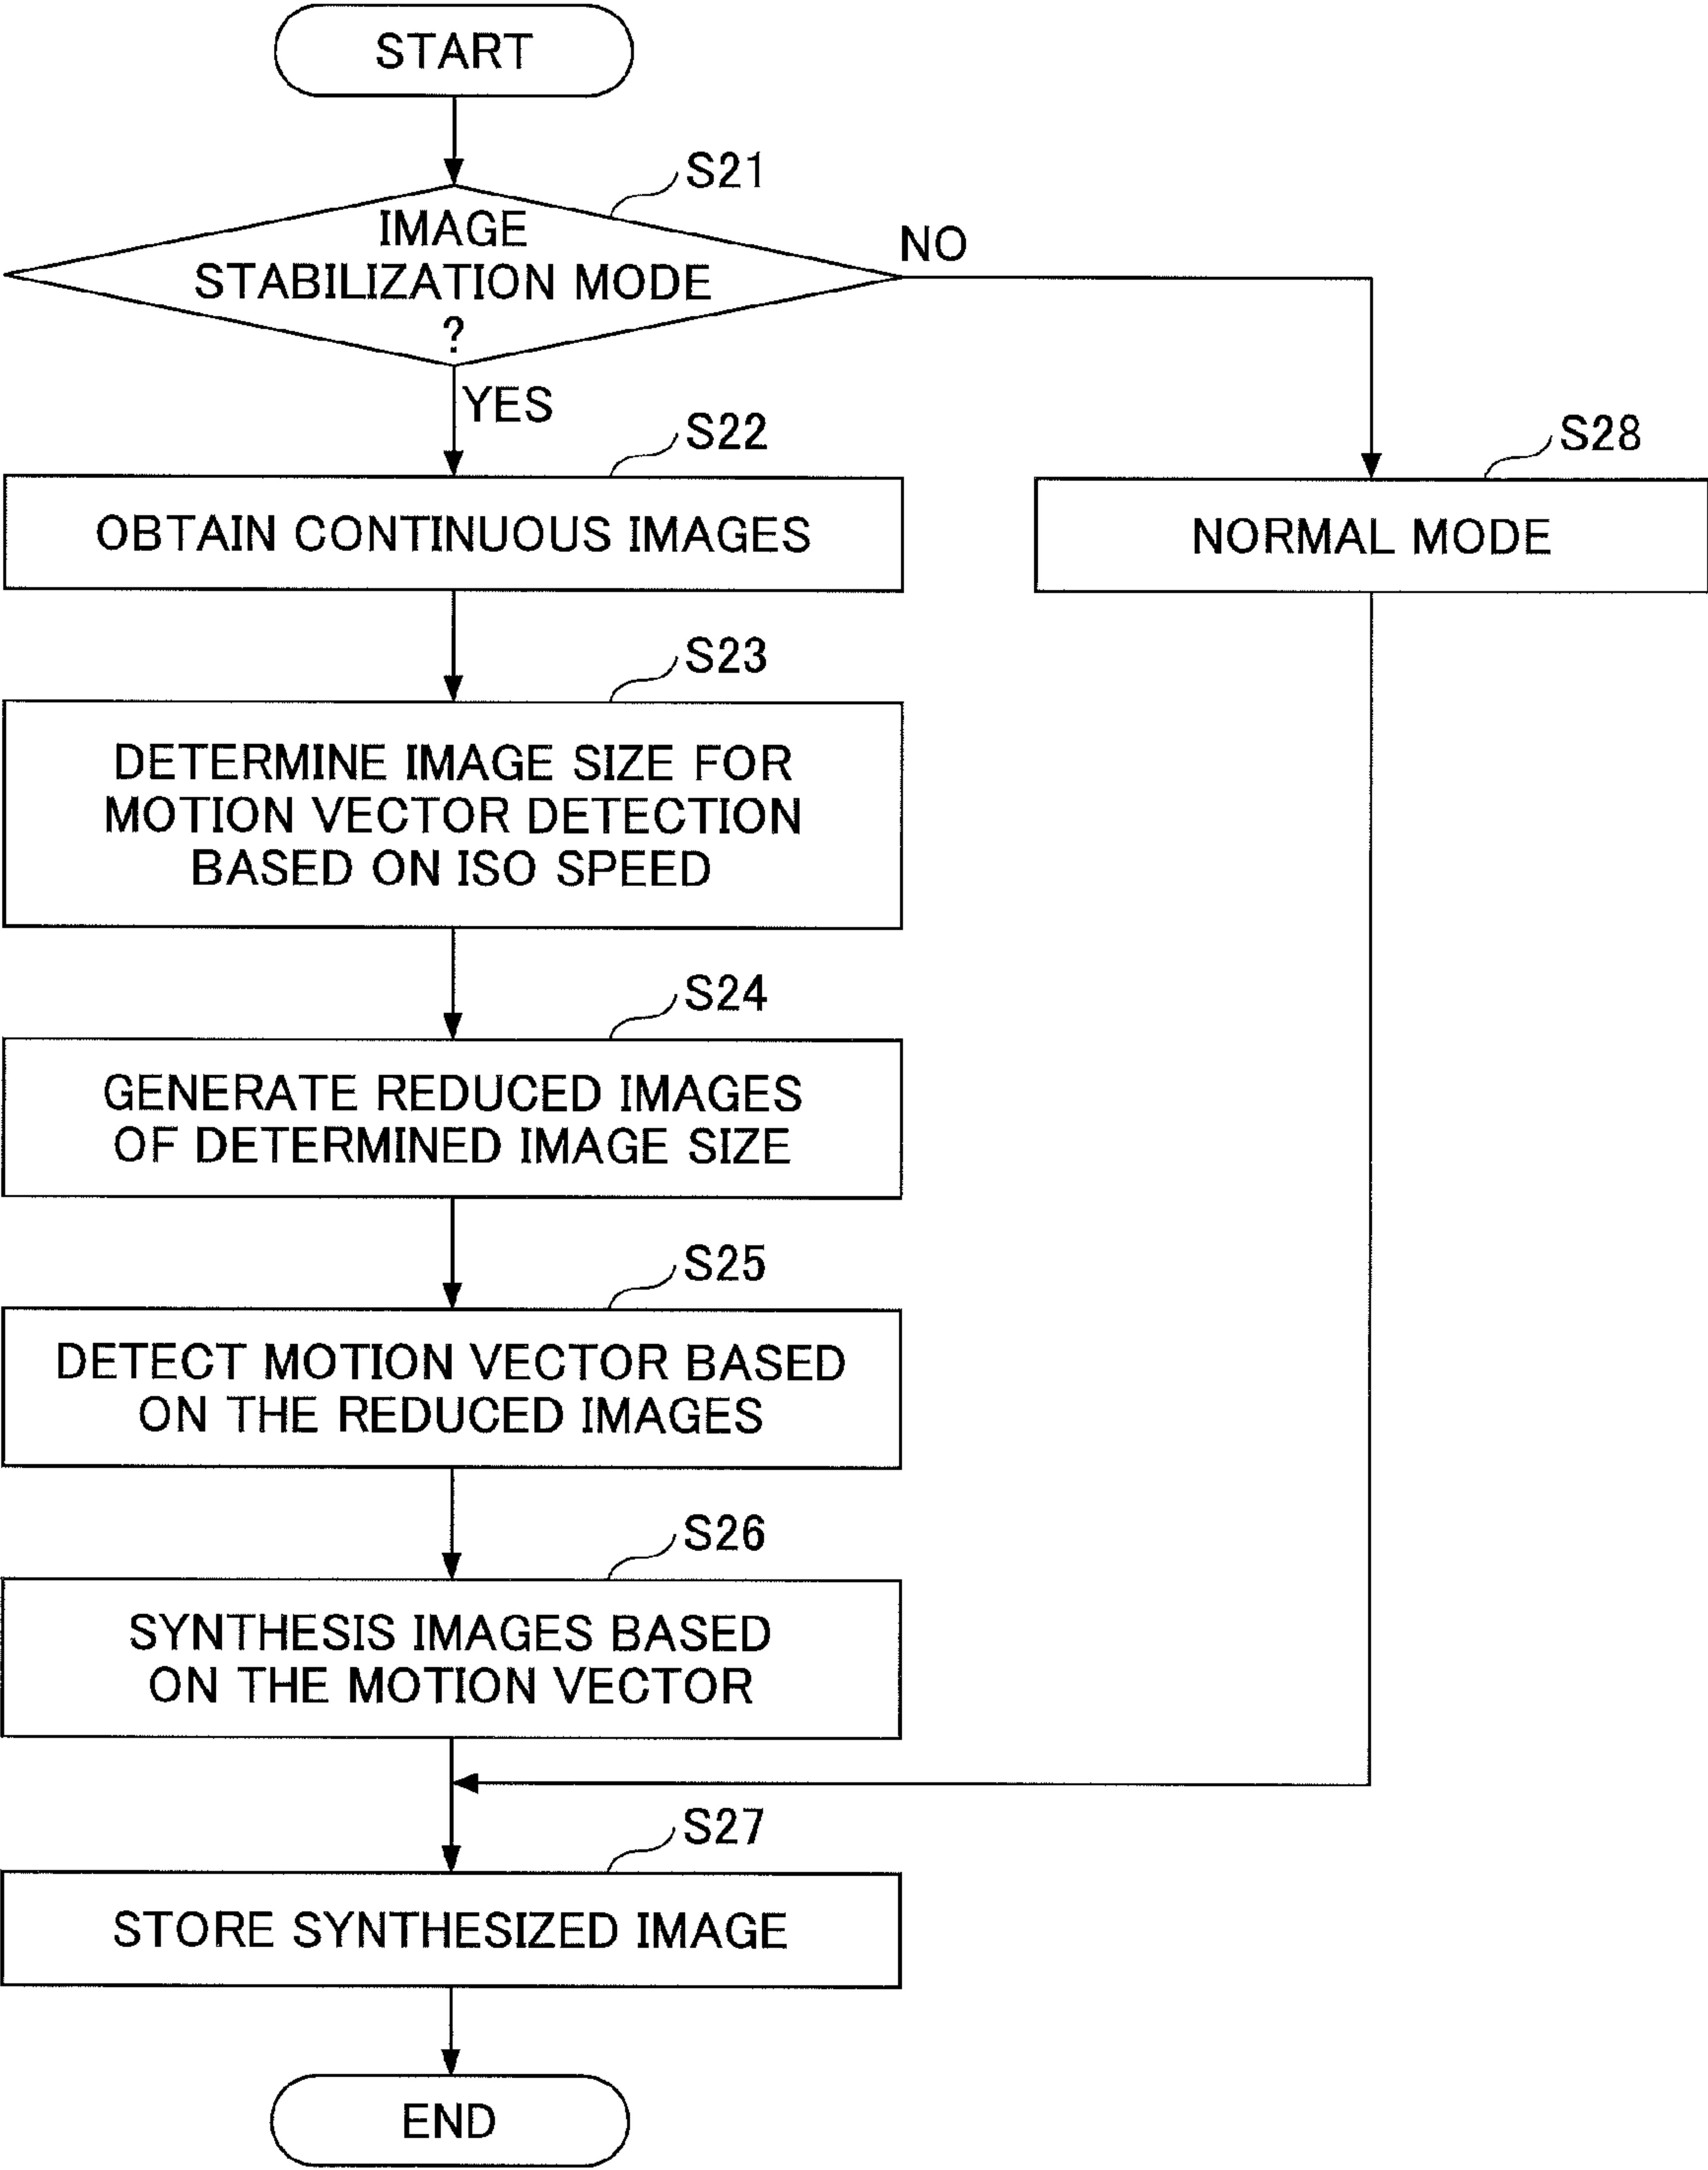 START
S21
IMAGE
STABILIZATION MODE
?
NO
YES
S22
OBTAIN CONTINUOUS IMAGES
S28
NORMAL MODE
S23
DETERMINE IMAGE SIZE FOR
MOTION VECTOR DETECTION
BASED ON ISO SPEED
S24
GENERATE REDUCED IMAGES
OF DETERMINED IMAGE SIZE
S25
DETECT MOTION VECTOR BASED
ON THE REDUCED IMAGES
S26
SYNTHESIS IMAGES BASED
ON THE MOTION VECTOR
S27
STORE SYNTHESIZED IMAGE
END